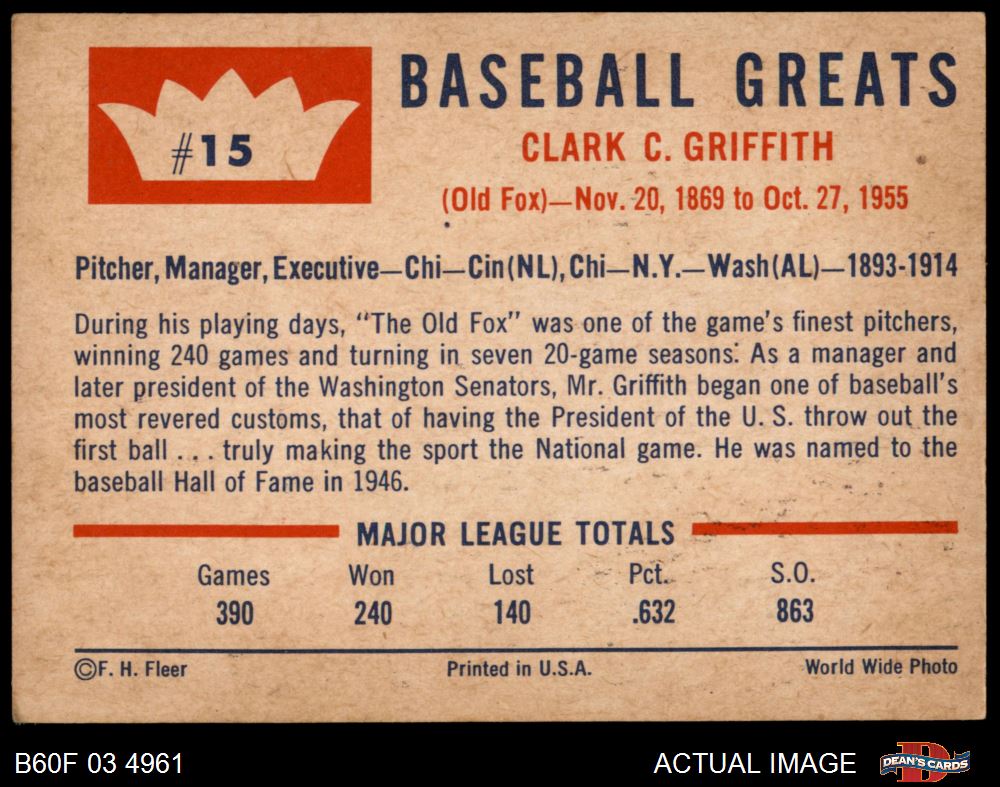 #15
BASEBALL GREATS
CLARK C. GRIFFITH
(Old Fox)—Nov. 20, 1869 to Oct. 27, 1955
Pitcher, Manager, Executive—Chi—Cin(NL), Chi—N.Y.—Wash(AL)—1893-1914
During his playing days, “The Old Fox” was one of the game’s finest pitchers,
winning 240 games and turning in seven 20-game seasons. As a manager and
later president of the Washington Senators, Mr. Griffith began one of baseball’s
most revered customs, that of having the President of the U. S. throw out the
first ball . . . truly making the sport the National game. He was named to the
baseball Hall of Fame in 1946.
MAJOR LEAGUE TOTALS
Games Won Lost Pct. S.O.
390 240 140 .632 863
©F. H. Fleer Printed in U.S.A. World Wide Photo
B60F 03 4961 ACTUAL IMAGE DEAN'S CARDS